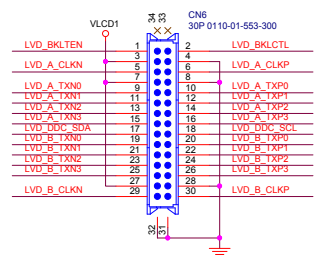 34
33
CN6
30P 0110-01-553-300
VLCD1
LVD_BKLTEN 1 2 LVD_BKLCTL
3 4
LVD_A_CLKN 5 6 LVD_A_CLKP
7 8
LVD_A_TXN0 9 10 LVD_A_TXP0
LVD_A_TXN1 11 12 LVD_A_TXP1
LVD_A_TXN2 13 14 LVD_A_TXP2
LVD_A_TXN3 15 16 LVD_A_TXP3
LVD_DDC_SDA 17 18 LVD_DDC_SCL
LVD_B_TXN0 19 20 LVD_B_TXP0
LVD_B_TXN1 21 22 LVD_B_TXP1
LVD_B_TXN2 23 24 LVD_B_TXP2
LVD_B_TXN3 25 26 LVD_B_TXP3
27 28
LVD_B_CLKN 29 30 LVD_B_CLKP
32
31